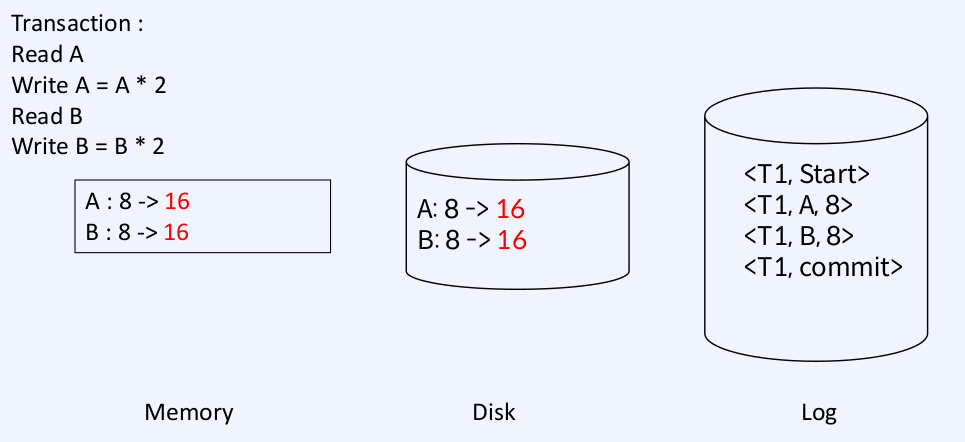 Transaction :
Read A
Write A = A * 2
Read B
Write B = B * 2
A : 8 -> 16
B : 8 -> 16
A: 8 -> 16
B: 8 -> 16
<T1, Start>
<T1, A, 8>
<T1, B, 8>
<T1, commit>
Memory
Disk
Log